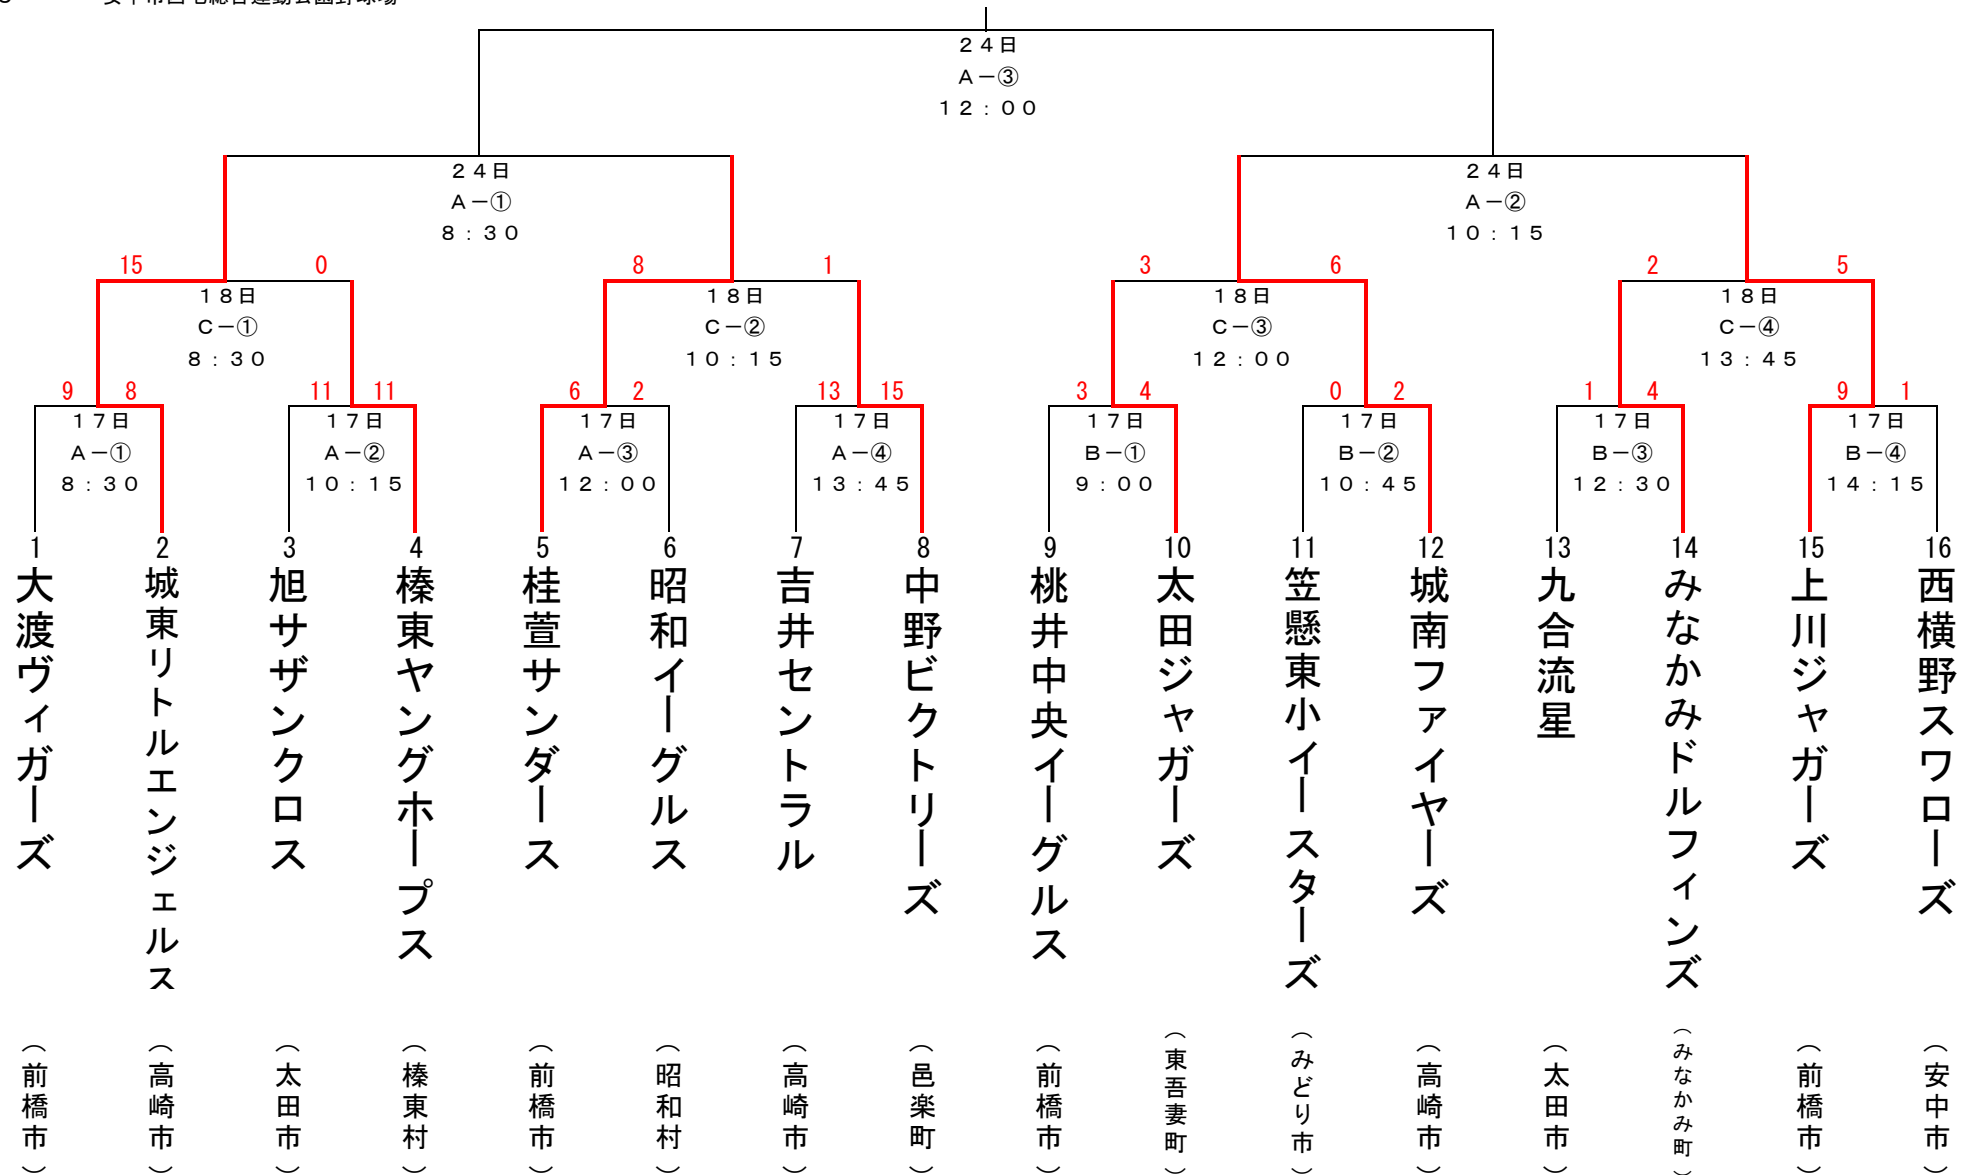 ２４日
Ａ－③
１２：００
２４日
Ａ－①
８：３０
２４日
Ａ－②
１０：１５
15 0 8 1 3 6 2 5
１８日 １８日 １８日 １８日
Ｃ－① Ｃ－② Ｃ－③ Ｃ－④
８：３０ １０：１５ １２：００ １３：４５
9 8 11 11 6 2 13 15 3 4 0 2 1 4 9 1
１７日 １７日 １７日 １７日 １７日 １７日 １７日 １７日
Ａ－① Ａ－② Ａ－③ Ａ－④ Ｂ－① Ｂ－② Ｂ－③ Ｂ－④
８：３０ １０：１５ １２：００ １３：４５ ９：００ １０：４５ １２：３０ １４：１５
1 2 3 4 5 6 7 8 9 10 11 12 13 14 15 16
大渡ヴィガーズ
城東リトルエンジェルス
旭サザンクロス
榛東ヤングホープス
桂萱サンダース
昭和イーグルス
吉井セントラル
中野ビクトリーズ
桃井中央イーグルス
太田ジャガーズ
笠懸東小イースターズ
城南ファイヤーズ
九合流星
みなかみドルフィンズ
上川ジャガーズ
西横野スワローズ
（前橋市）
（高崎市）
（太田市）
（榛東村）
（前橋市）
（昭和村）
（高崎市）
（邑楽町）
（前橋市）
（東吾妻町）
（みどり市）
（高崎市）
（太田市）
（みなかみ町）
（前橋市）
（安中市）